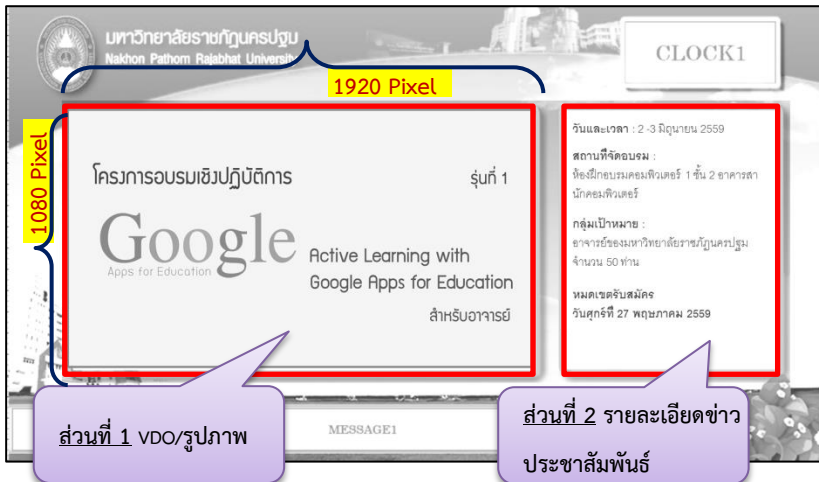 มหาวิทยาลัยราชภัฏนครปฐม
Nakhon Pathom Rajabhat University
CLOCK1
1920 Pixel
1080 Pixel
โครงการอบรมเชิงปฏิบัติการ
รุ่นที่ 1
Google
Apps for Education
Active Learning with
Google Apps for Education
สำหรับอาจารย์
วันและเวลา : 2 -3 มิถุนายน 2559
สถานที่จัดอบรม :
ห้องฝึกอบรมคอมพิวเตอร์ 1 ชั้น 2 อาคารสำ
นักคอมพิวเตอร์
กลุ่มเป้าหมาย :
อาจารย์ของมหาวิทยาลัยราชภัฏนครปฐม
จำนวน 50 ท่าน
หมดเขตรับสมัคร
วันศุกร์ที่ 27 พฤษภาคม 2559
ส่วนที่ 1 VDO/รูปภาพ
MESSAGE1
ส่วนที่ 2 รายละเอียดข่าว
ประชาสัมพันธ์